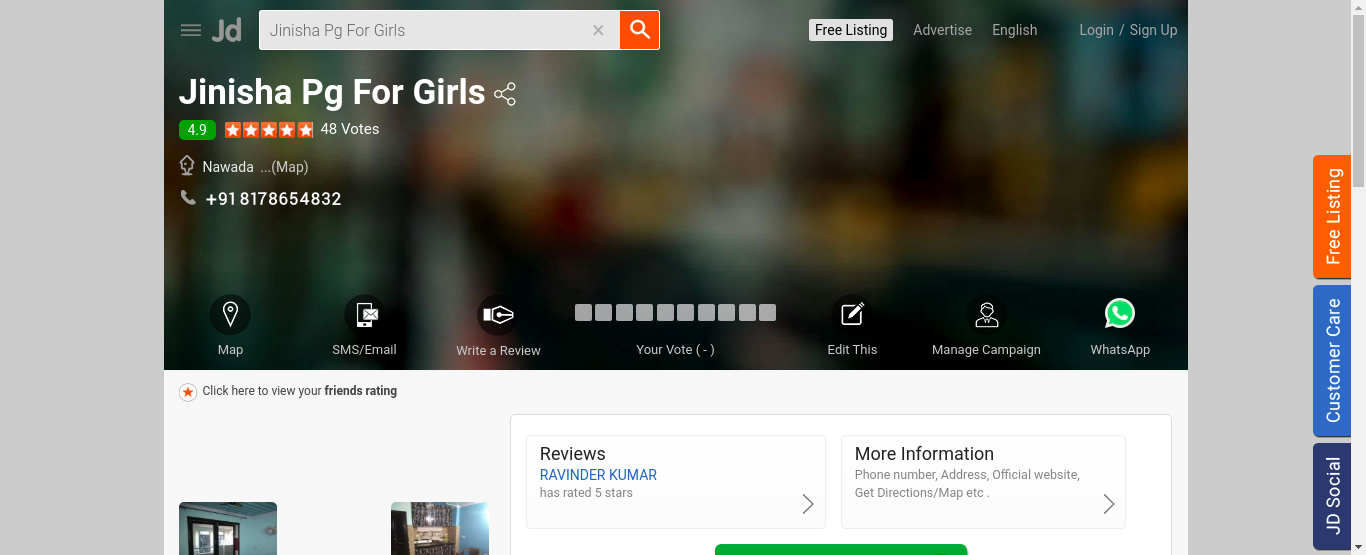 Jd
Jinisha Pg For Girls
Free Listing
Advertise
English
Login / Sign Up
Jinisha Pg For Girls
4.9 48 Votes
Nawada ...(Map)
+91 8178654832
Map
SMS/Email
Write a Review
Your Vote ( - )
Edit This
Manage Campaign
WhatsApp
Click here to view your friends rating
Reviews
RAVINDER KUMAR
has rated 5 stars
More Information
Phone number, Address, Official website,
Get Directions/Map etc .
Free Listing
Customer Care
JD Social